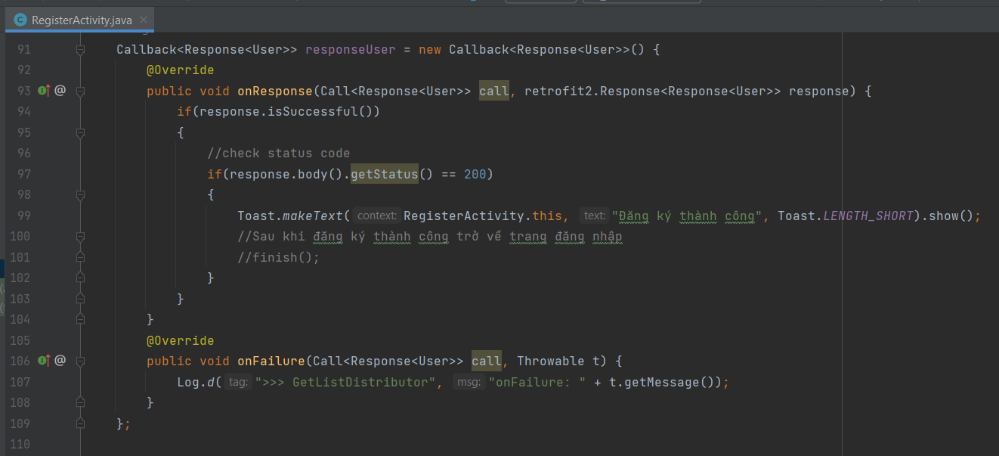 RegisterActivity.java
91 Callback<Response<User>> responseUser = new Callback<Response<User>>() {
92 @Override
93 public void onResponse(Call<Response<User>> call, retrofit2.Response<Response<User>> response) {
94 if(response.isSuccessful())
95 {
96 //check status code
97 if(response.body().getStatus() == 200)
98 {
99 Toast.makeText( context: RegisterActivity.this, text: "Đăng ký thành công", Toast.LENGTH_SHORT).show();
100 //Sau khi đăng ký thành công trở về trang đăng nhập
101 //finish();
102 }
103 }
104 }
105 @Override
106 public void onFailure(Call<Response<User>> call, Throwable t) {
107 Log.d( tag: ">>> GetListDistributor", msg: "onFailure: " + t.getMessage());
108 }
109 };
110